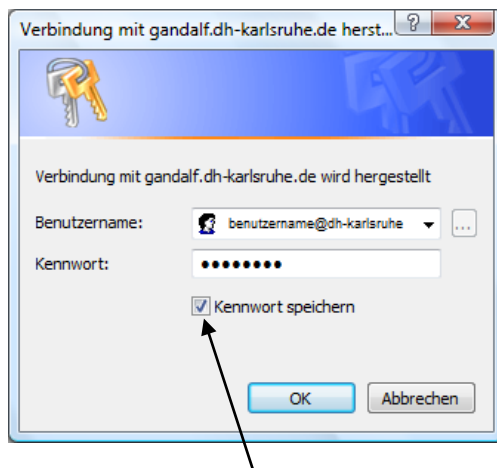 Verbindung mit gandalf.dh-karlsruhe.de herst...
Verbindung mit gandalf.dh-karlsruhe.de wird hergestellt
Benutzername: benutzername@dh-karlsruhe ...
Kennwort: ••••••••
Kennwort speichern
OK Abbrechen